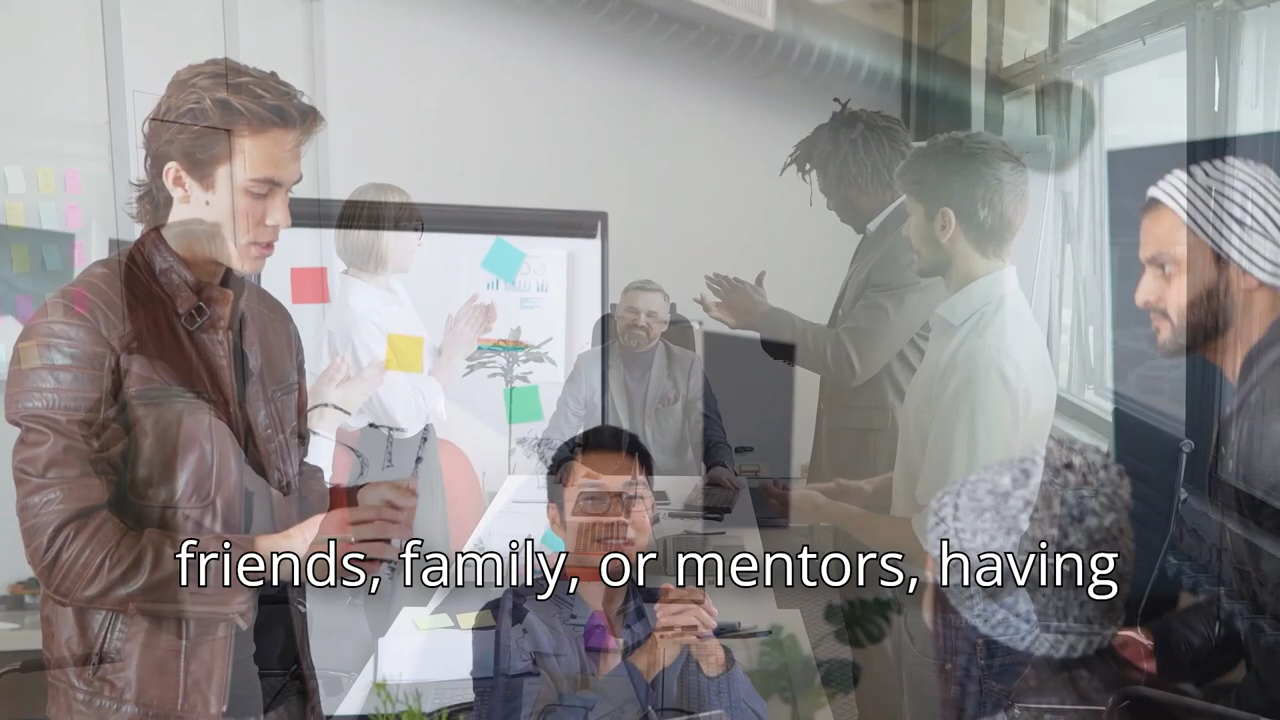 friends, family, or mentors, having